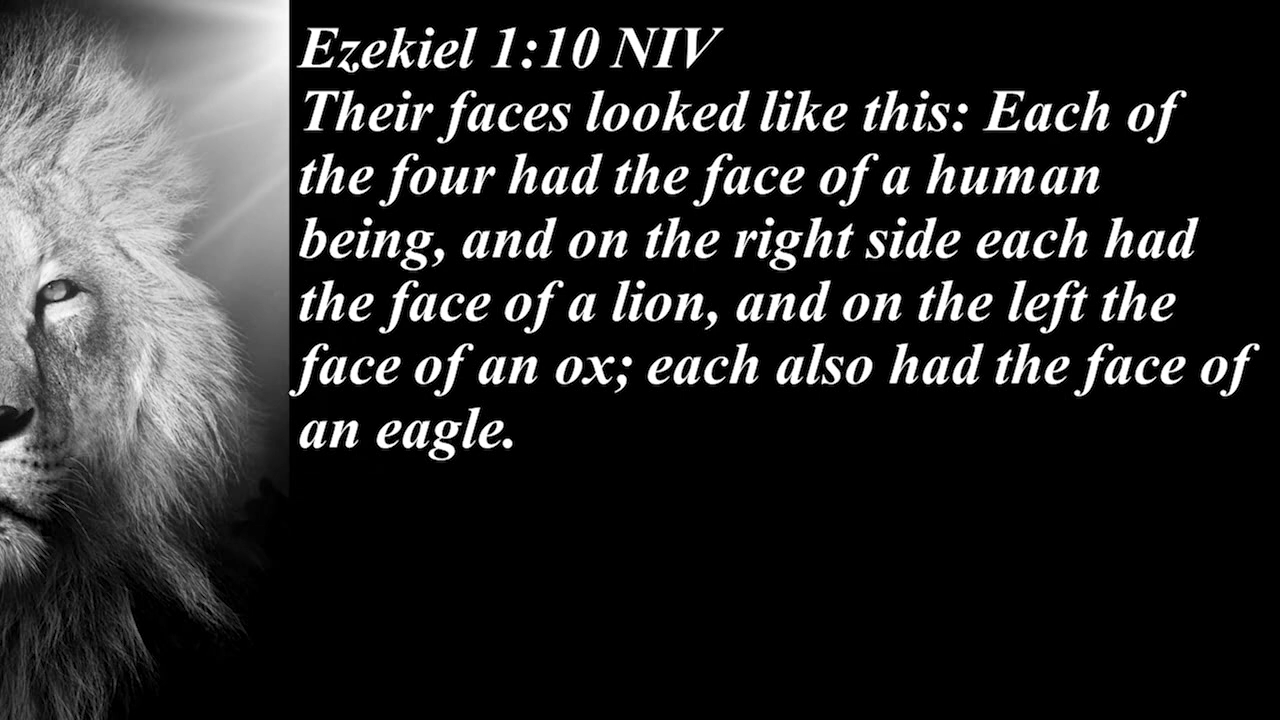 Ezekiel 1:10 NIV
Their faces looked like this: Each of
the four had the face of a human
being, and on the right side each had
the face of a lion, and on the left the
face of an ox; each also had the face of
an eagle.